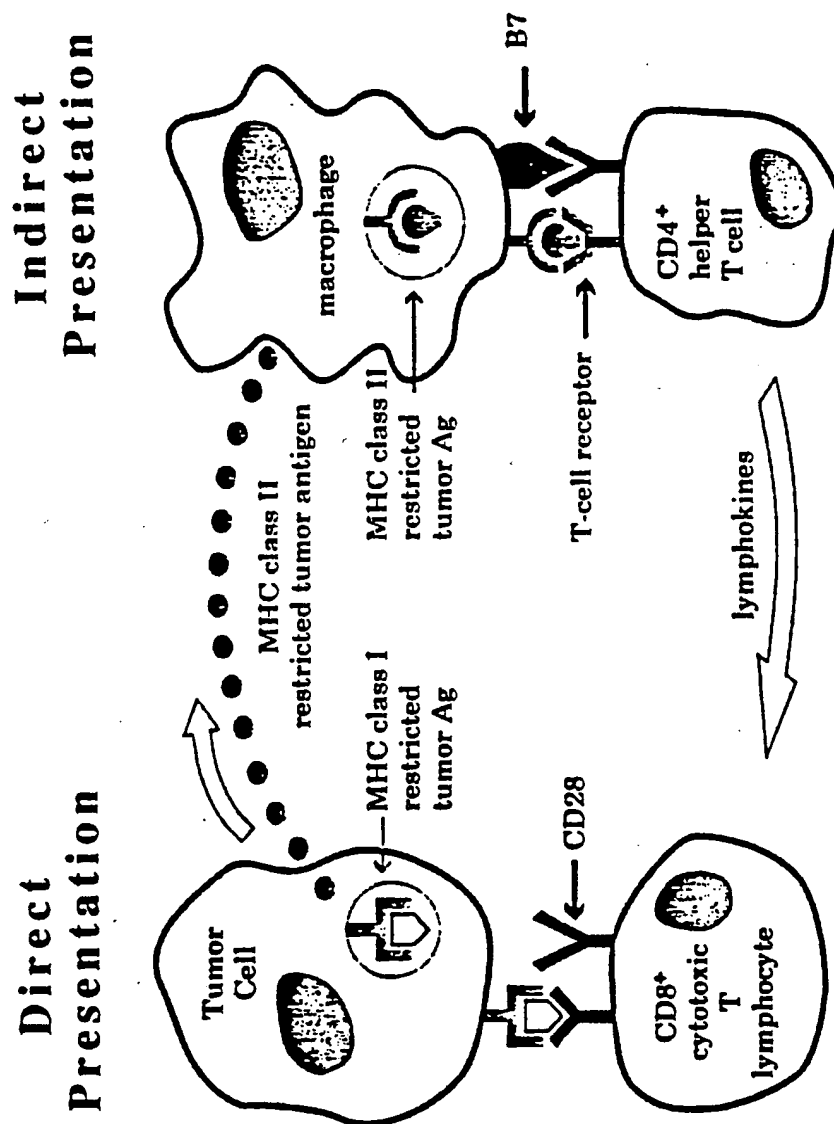 Direct
Presentation
Indirect
Presentation
Tumor
Cell
MHC class II
restricted tumor antigen
macrophage
MHC class I
restricted
tumor Ag
MHC class II
restricted
tumor Ag
CD28
T-cell receptor
B7
CD8+
cytotoxic
T
lymphocyte
lymphokines
CD4+
helper
T cell